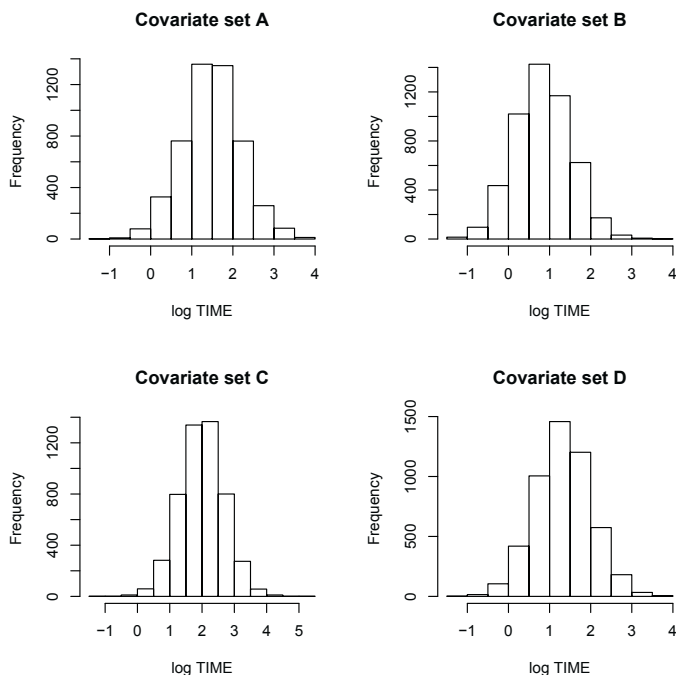 Covariate set A
Frequency
0 400 800 1200
−1 0 1 2 3 4
log TIME
Covariate set B
Frequency
0 400 800 1200
−1 0 1 2 3 4
log TIME
Covariate set C
Frequency
0 400 800 1200
−1 0 1 2 3 4 5
log TIME
Covariate set D
Frequency
0 500 1000 1500
−1 0 1 2 3 4
log TIME